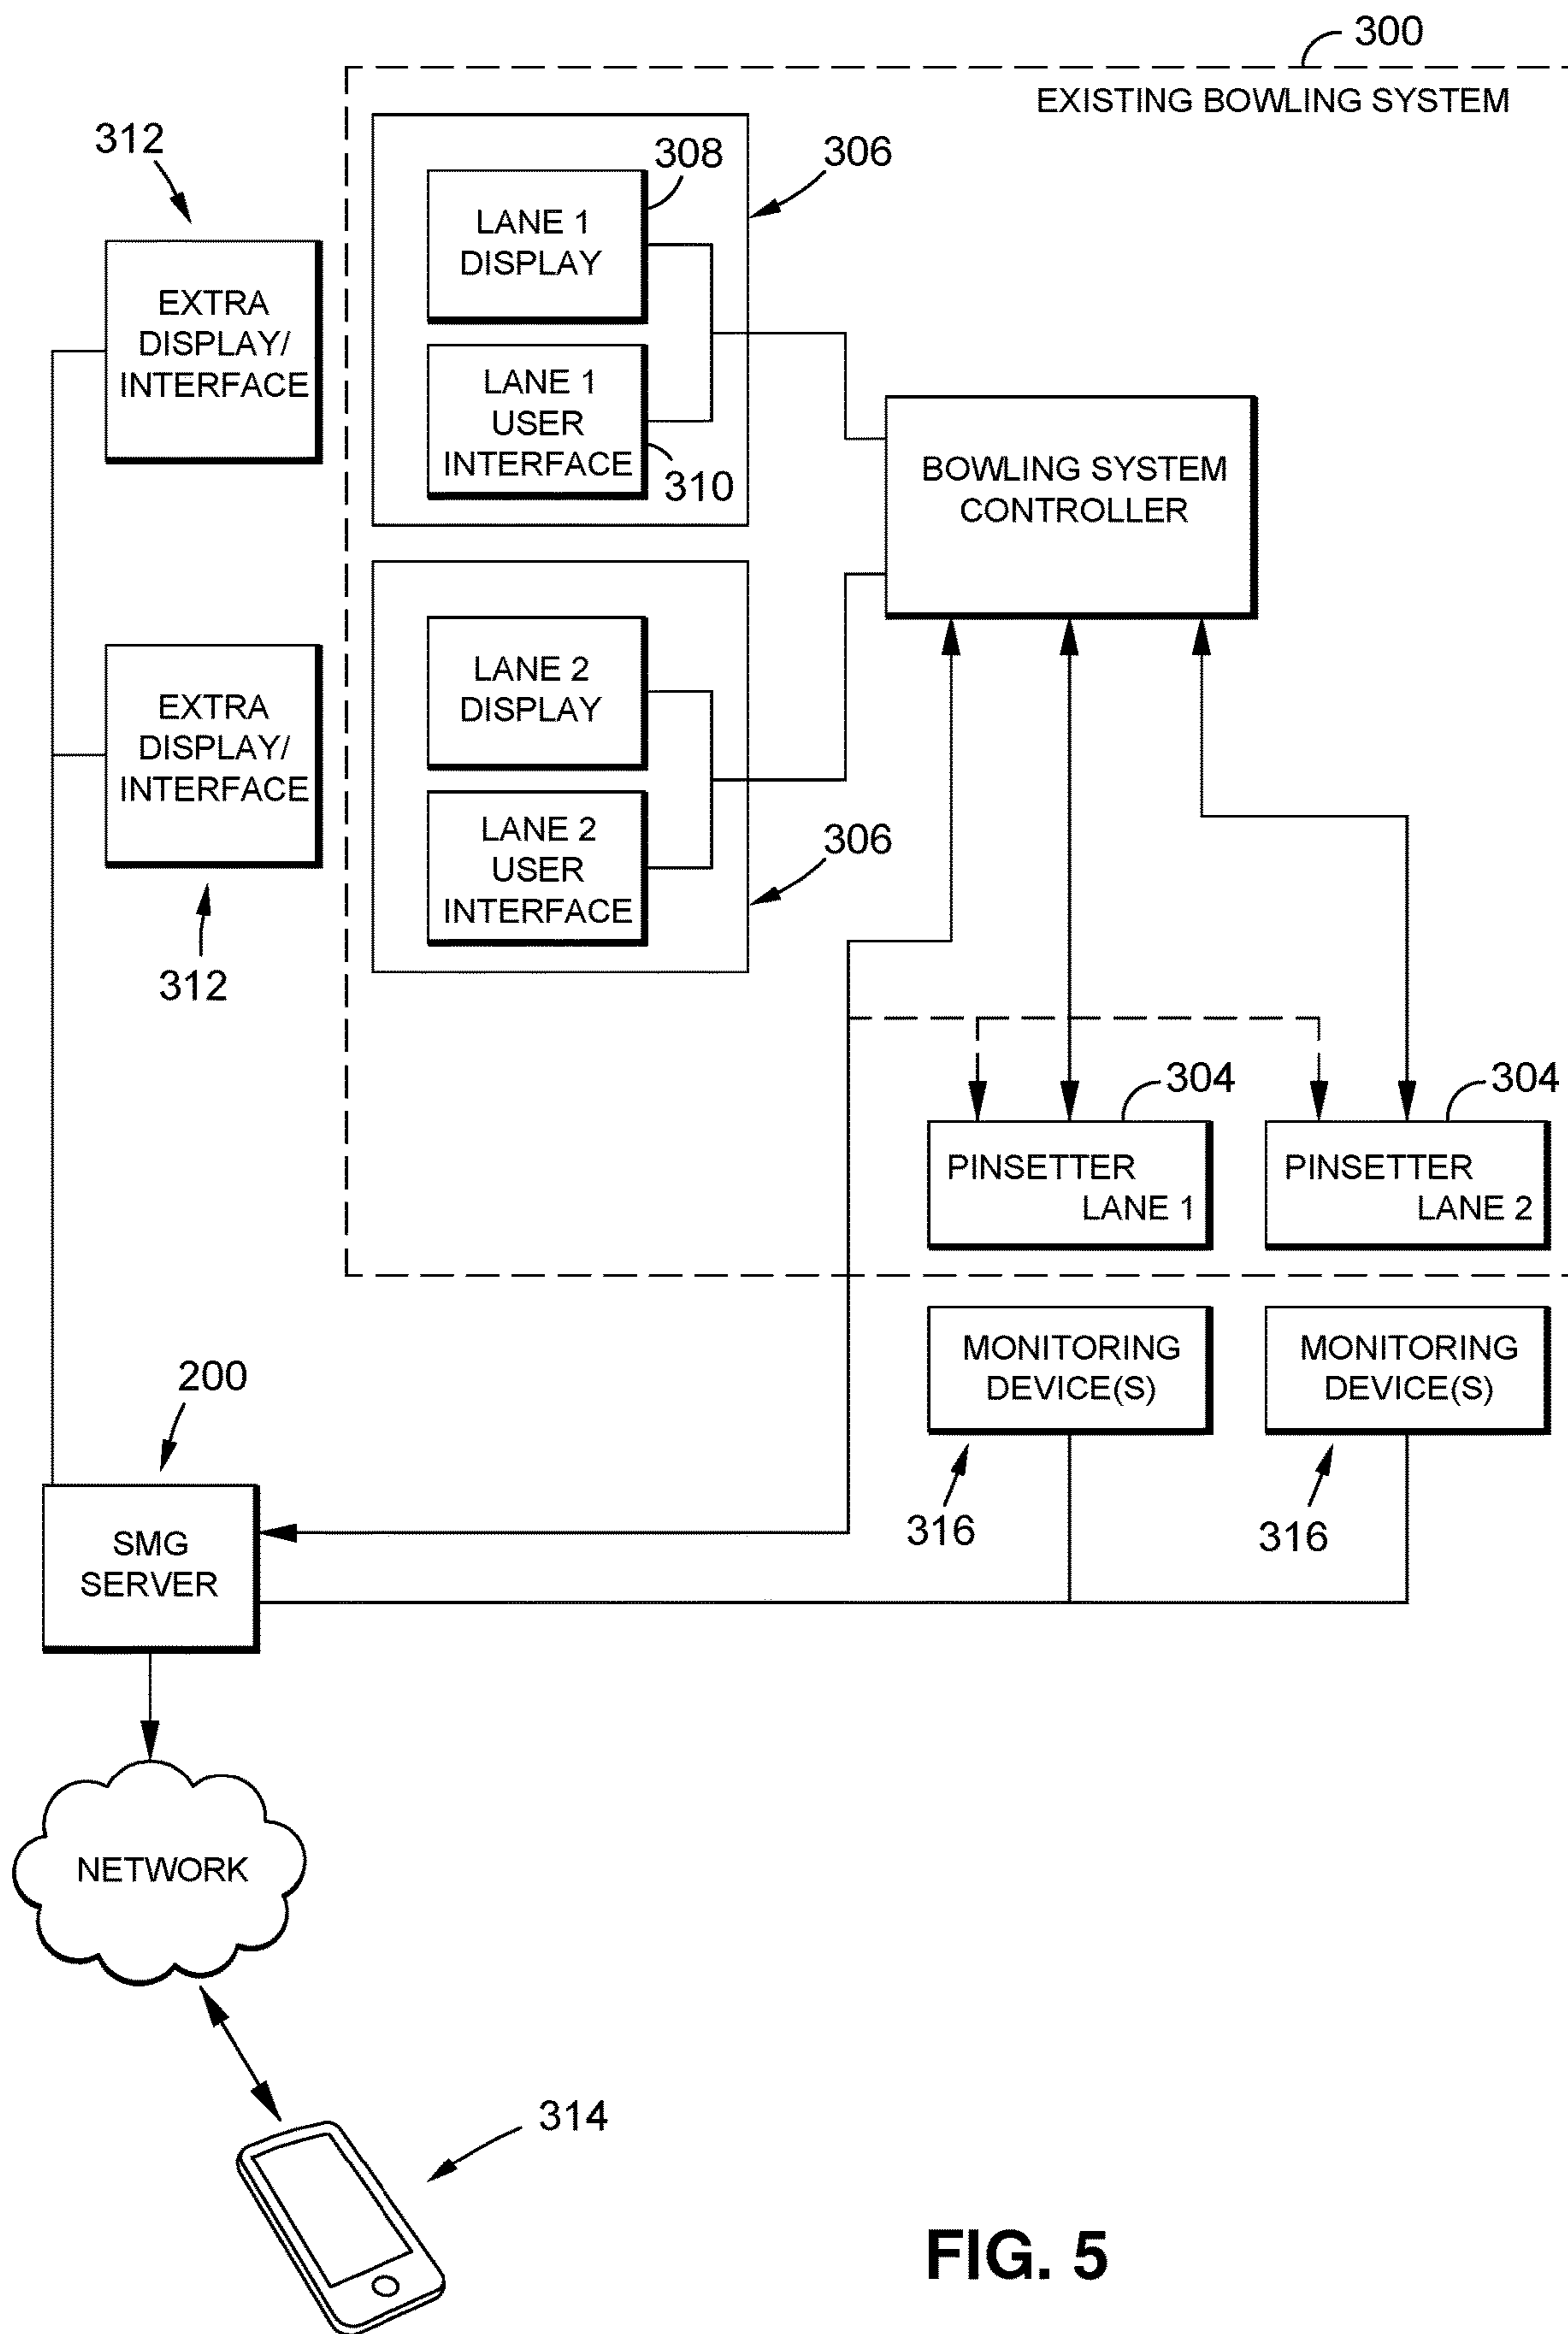 300
EXISTING BOWLING SYSTEM
312
308
306
LANE 1
DISPLAY
EXTRA
DISPLAY/
INTERFACE
LANE 1
USER
INTERFACE
310
BOWLING SYSTEM
CONTROLLER
EXTRA
DISPLAY/
INTERFACE
312
LANE 2
DISPLAY
LANE 2
USER
INTERFACE
306
304
304
PINSETTER
LANE 1
PINSETTER
LANE 2
MONITORING
DEVICE(S)
MONITORING
DEVICE(S)
316
316
200
SMG
SERVER
NETWORK
314
FIG. 5